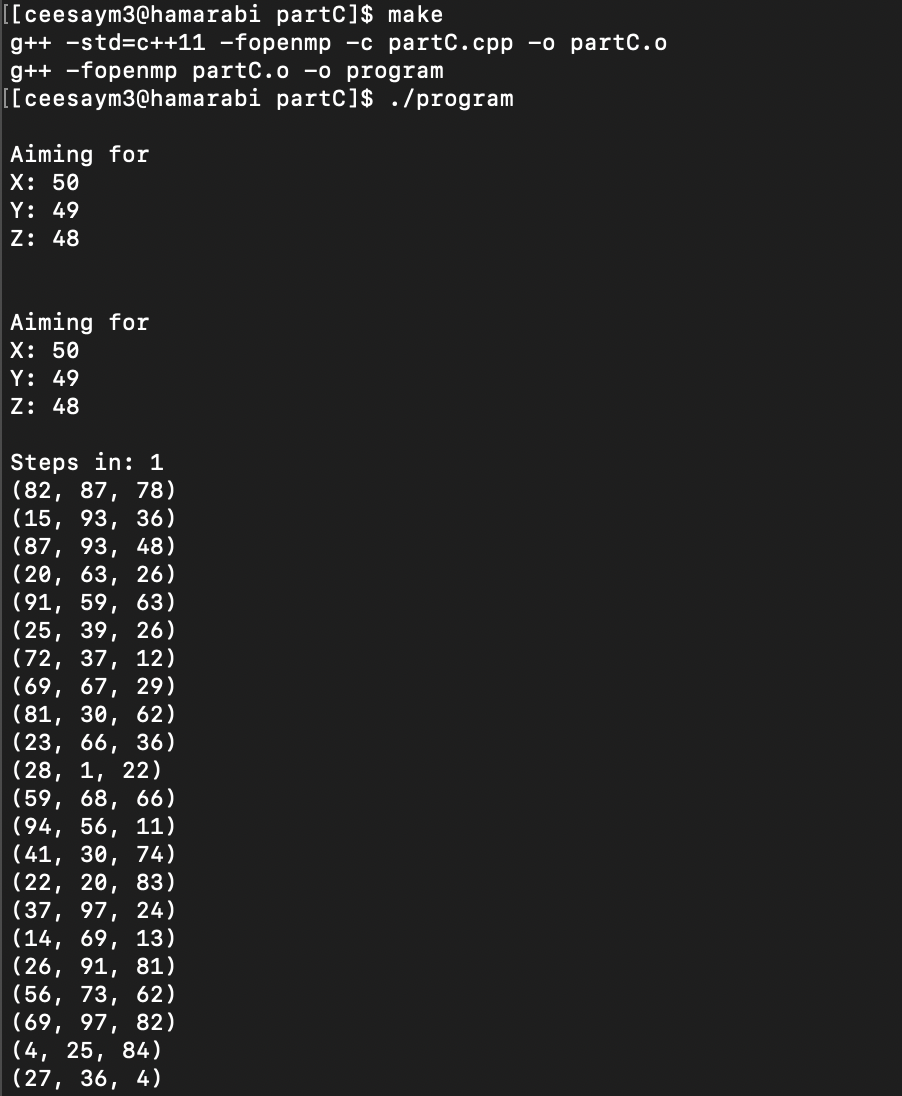 [[ceesaym3@hamarabi partC]$ make
g++ -std=c++11 -fopenmp -c partC.cpp -o partC.o
g++ -fopenmp partC.o -o program
[[ceesaym3@hamarabi partC]$ ./program
Aiming for
X: 50
Y: 49
Z: 48
Aiming for
X: 50
Y: 49
Z: 48
Steps in: 1
(82, 87, 78)
(15, 93, 36)
(87, 93, 48)
(20, 63, 26)
(91, 59, 63)
(25, 39, 26)
(72, 37, 12)
(69, 67, 29)
(81, 30, 62)
(23, 66, 36)
(28, 1, 22)
(59, 68, 66)
(94, 56, 11)
(41, 30, 74)
(22, 20, 83)
(37, 97, 24)
(14, 69, 13)
(26, 91, 81)
(56, 73, 62)
(69, 97, 82)
(4, 25, 84)
(27, 36, 4)